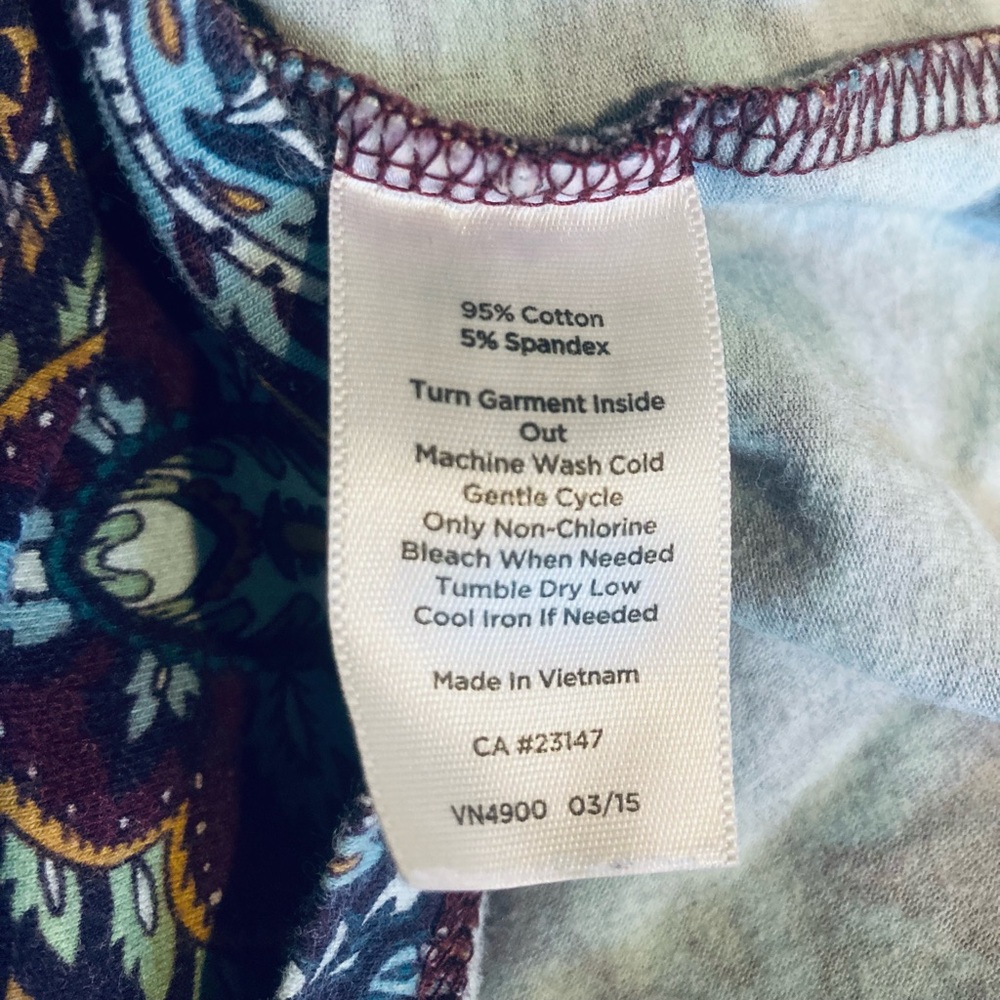 95% Cotton
5% Spandex
Turn Garment Inside
Out
Machine Wash Cold
Gentle Cycle
Only Non-Chlorine
Bleach When Needed
Tumble Dry Low
Cool Iron If Needed
Made In Vietnam
CA #23147
VN4900 03/15